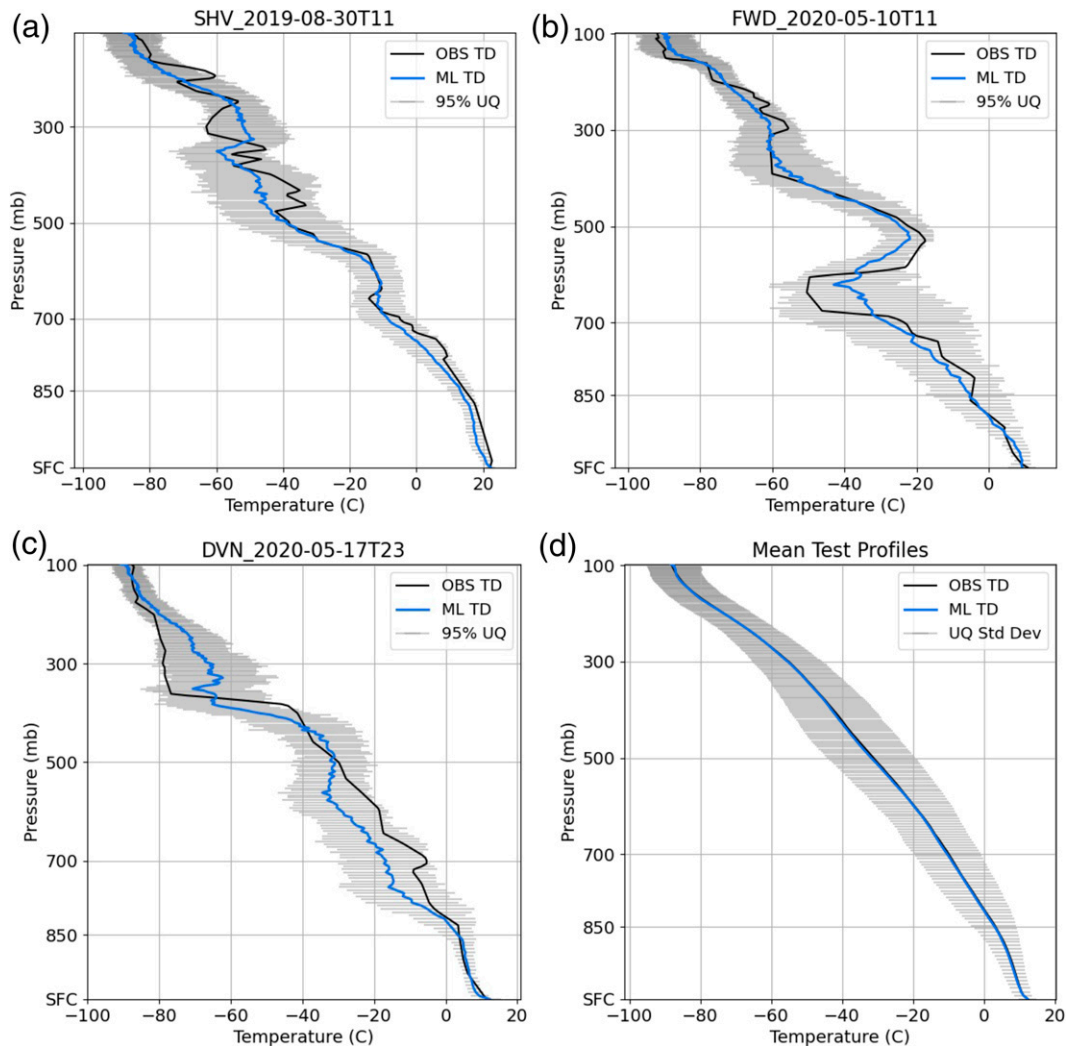 (a)
SHV_2019-08-30T11
OBS TD
ML TD
95% UQ
Pressure (mb)
300
500
700
850
SFC
−100 −80 −60 −40 −20 0 20
Temperature (C)
(b)
FWD_2020-05-10T11
OBS TD
ML TD
95% UQ
Pressure (mb)
100
300
500
700
850
SFC
−100 −80 −60 −40 −20 0
Temperature (C)
(c)
DVN_2020-05-17T23
OBS TD
ML TD
95% UQ
Pressure (mb)
100
300
500
700
850
SFC
−100 −80 −60 −40 −20 0 20
Temperature (C)
(d)
Mean Test Profiles
OBS TD
ML TD
UQ Std Dev
Pressure (mb)
100
300
500
700
850
SFC
−100 −80 −60 −40 −20 0 20
Temperature (C)